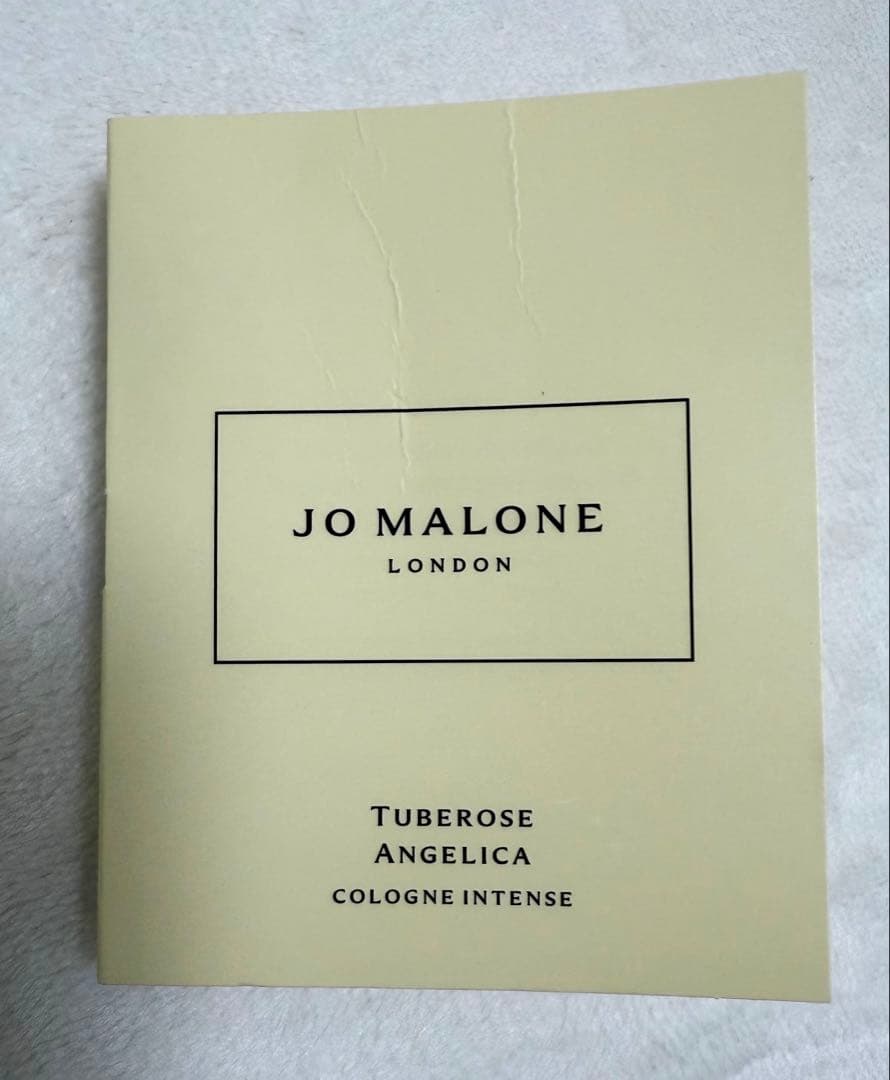 JO MALONE
LONDON
TUBEROSE
ANGELICA
COLOGNE INTENSE